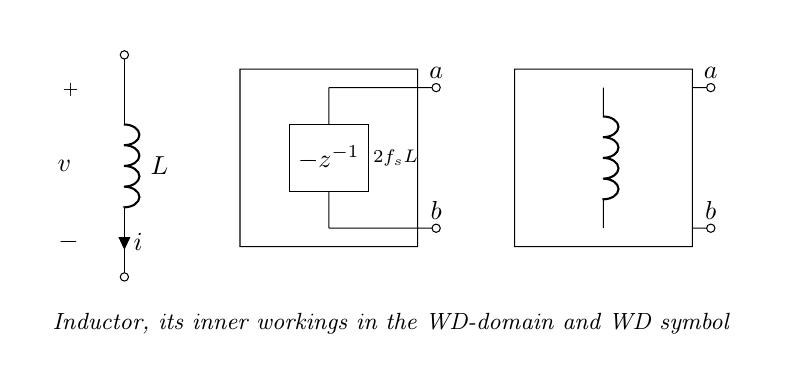 +
v
L
−
i
a
−z⁻¹
2f_sL
b
a
b
Inductor, its inner workings in the WD-domain and WD symbol